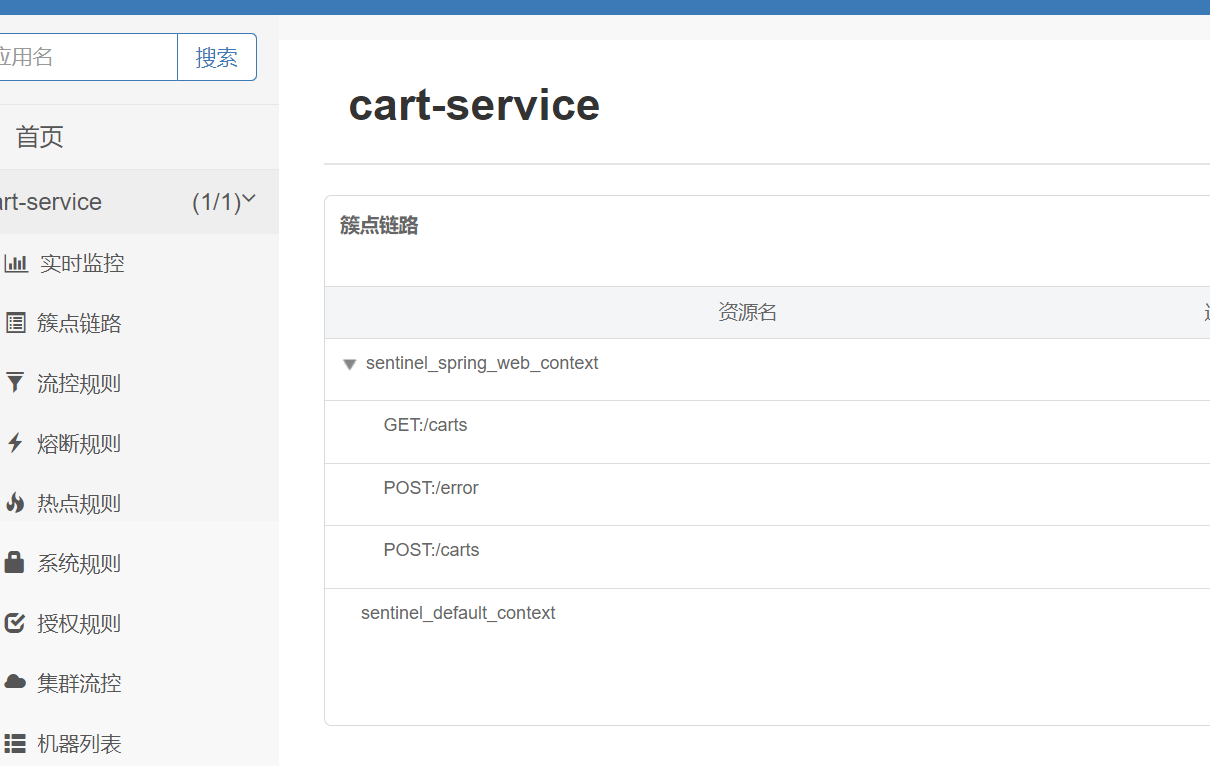 应用名
搜索
首页
rt-service (1/1)
实时监控
簇点链路
流控规则
熔断规则
热点规则
系统规则
授权规则
集群流控
机器列表
cart-service
簇点链路
资源名
sentinel_spring_web_context
GET:/carts
POST:/error
POST:/carts
sentinel_default_context